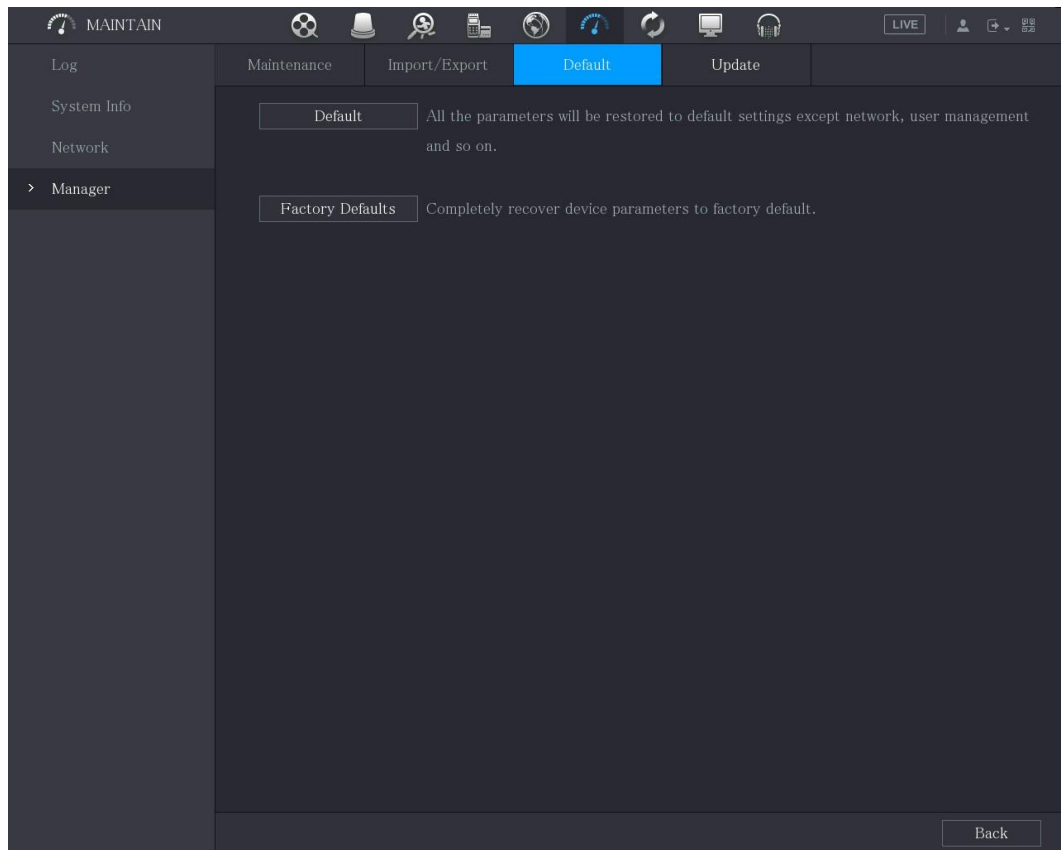 MAINTAIN
LIVE
Log
System Info
Network
Manager
Maintenance
Import/Export
Default
Update
Default
All the parameters will be restored to default settings except network, user management
and so on.
Factory Defaults
Completely recover device parameters to factory default.
Back